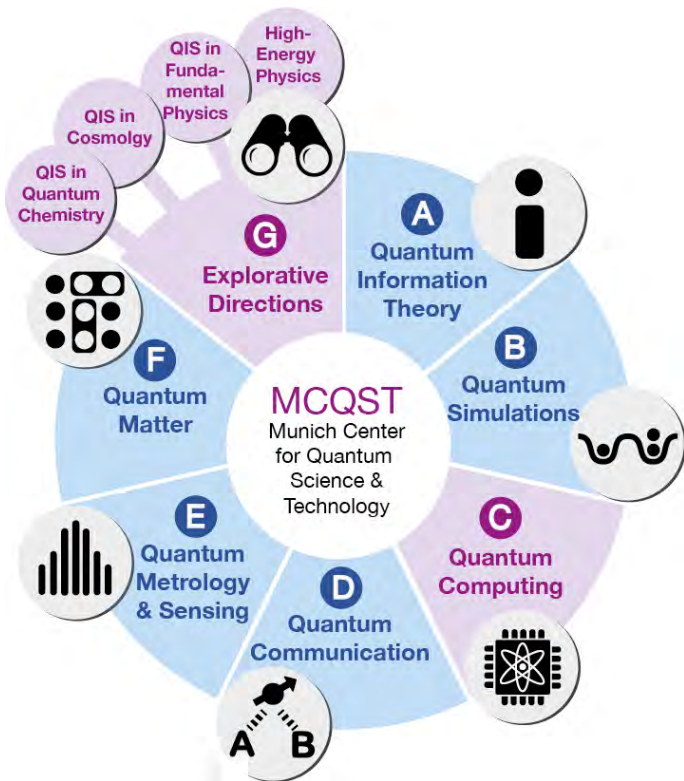 High-
Energy
Physics
QIS in
Funda-
mental
Physics
QIS in
Cosmolgy
QIS in
Quantum
Chemistry
G
Explorative
Directions
A
Quantum
Information
Theory
B
Quantum
Simulations
C
Quantum
Computing
D
Quantum
Communication
A B
E
Quantum
Metrology
& Sensing
F
Quantum
Matter
MCQST
Munich Center
for Quantum
Science &
Technology